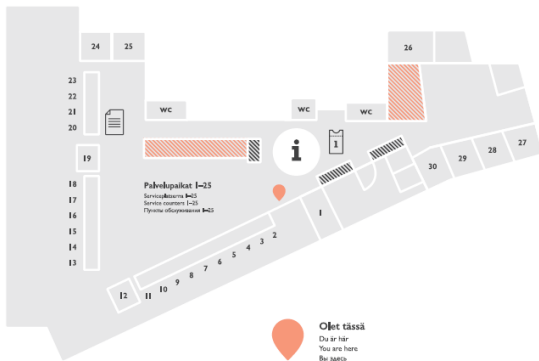 24 25
26
23
22
21
20
wc
wc
wc
i
1
19
30 29 28 27
Palvelupaikat 1–25
Serviceplatserna 1–25
Service counters 1–25
Пункты обслуживания 1–25
18
17
16
15
14
13
12 11 10 9 8 7 6 5 4 3 2 1
Olet tässä
Du är här
You are here
Вы здесь